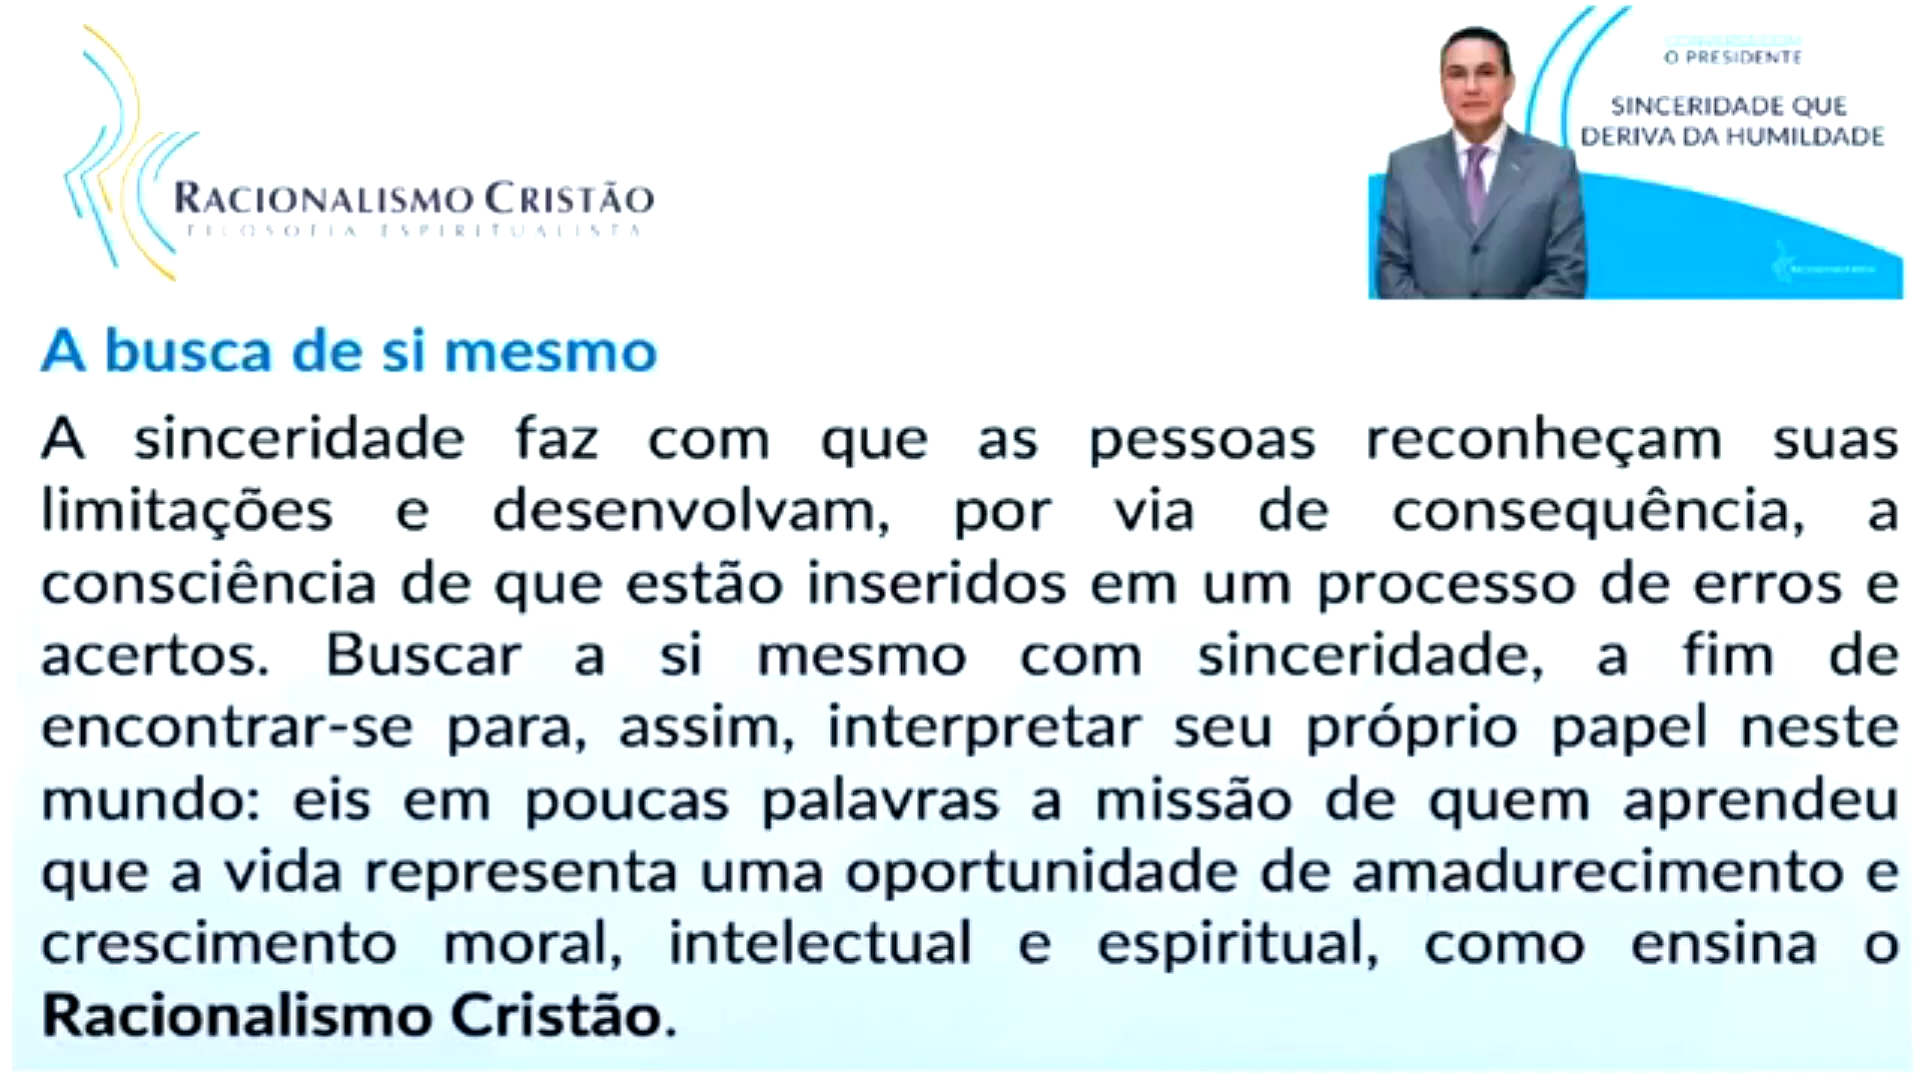 RACIONALISMO CRISTÃO
FILOSOFIA ESPIRITUALISTA
O PRESIDENTE
SINCERIDADE QUE
DERIVA DA HUMILDADE
A busca de si mesmo
A sinceridade faz com que as pessoas reconheçam suas
limitações e desenvolvam, por via de consequência, a
consciência de que estão inseridos em um processo de erros e
acertos. Buscar a si mesmo com sinceridade, a fim de
encontrar-se para, assim, interpretar seu próprio papel neste
mundo: eis em poucas palavras a missão de quem aprendeu
que a vida representa uma oportunidade de amadurecimento e
crescimento moral, intelectual e espiritual, como ensina o
Racionalismo Cristão.